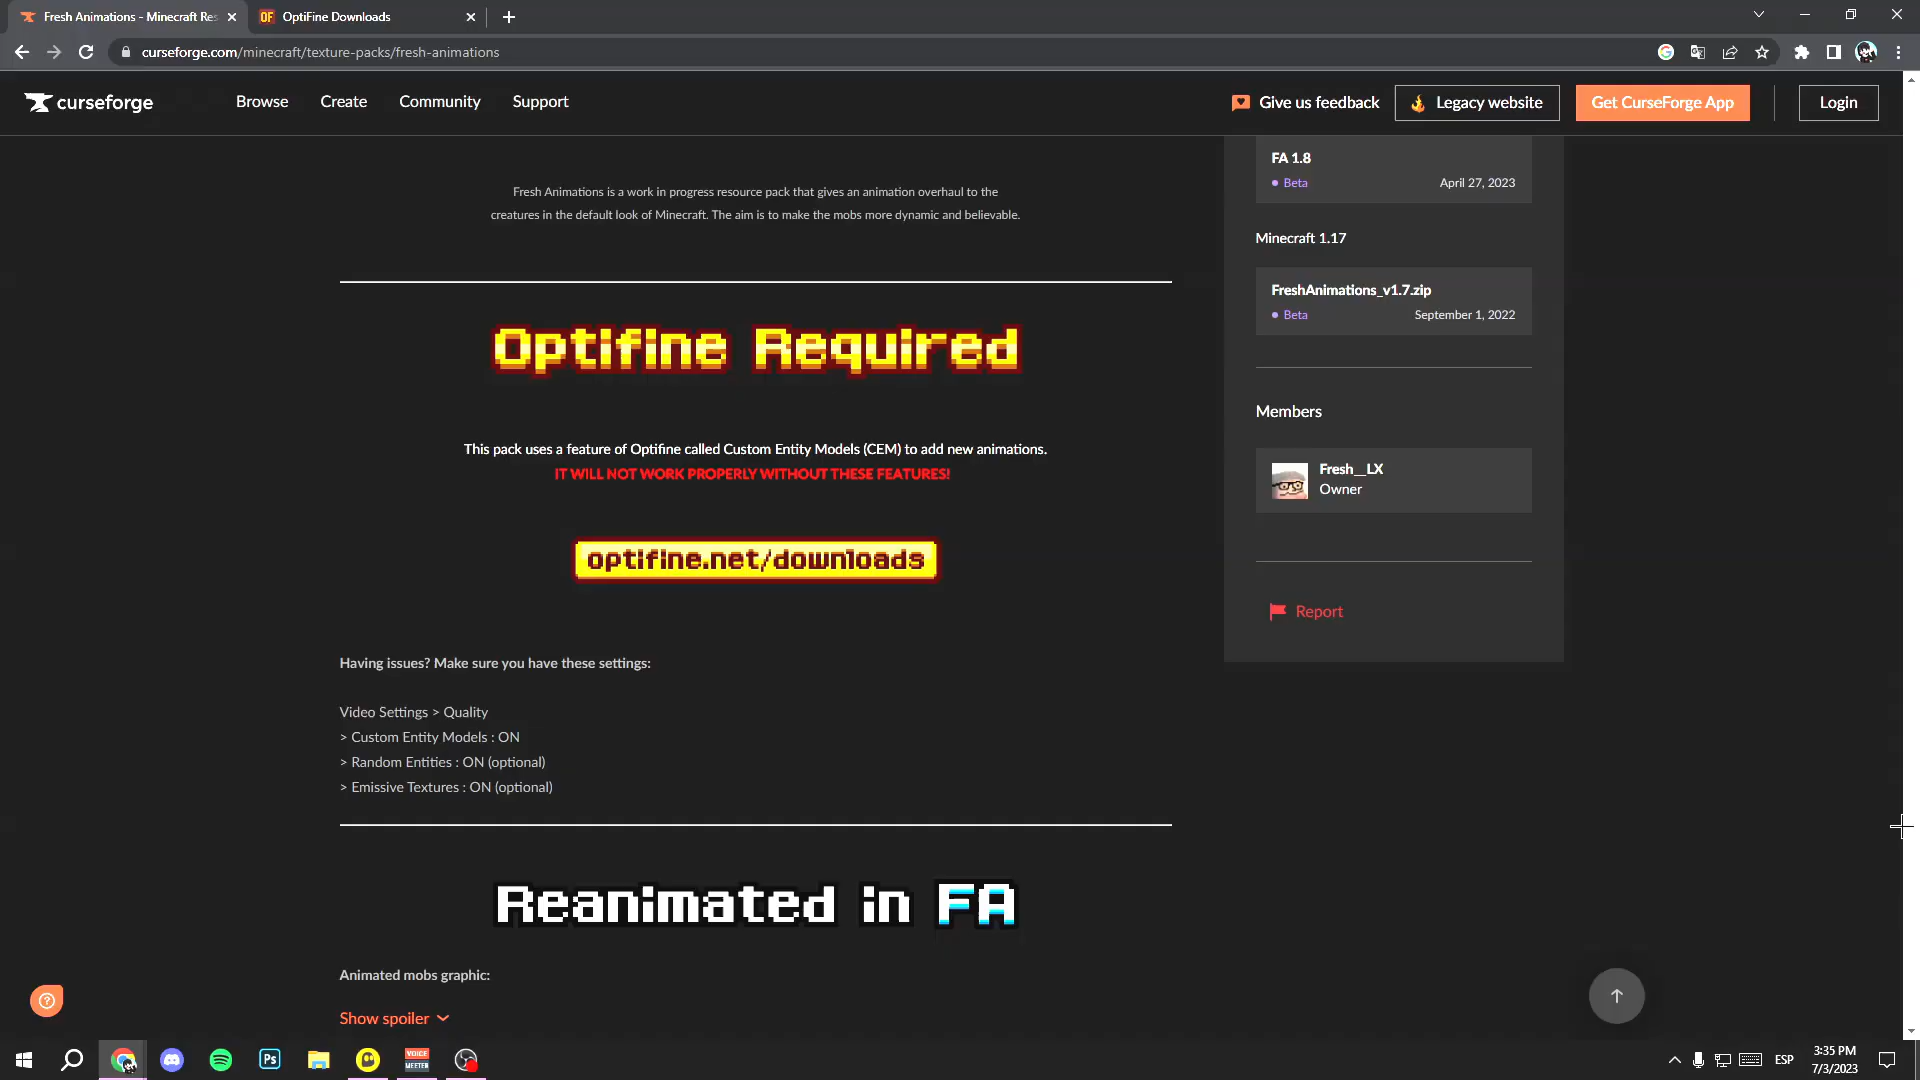 Fresh Animations - Minecraft Res
OF
OptiFine Downloads
curseforge.com/minecraft/texture-packs/fresh-animations
curseforge
Browse
Create
Community
Support
Give us feedback
Legacy website
Get CurseForge App
Login
Fresh Animations is a work in progress resource pack that gives an animation overhaul to the
creatures in the default look of Minecraft. The aim is to make the mobs more dynamic and believable.
Optifine Required
This pack uses a feature of Optifine called Custom Entity Models (CEM) to add new animations.
IT WILL NOT WORK PROPERLY WITHOUT THESE FEATURES!
optifine.net/downloads
Having issues? Make sure you have these settings:
Video Settings > Quality
> Custom Entity Models : ON
> Random Entities : ON (optional)
> Emissive Textures : ON (optional)
Reanimated in FA
Animated mobs graphic:
Show spoiler
FA 1.8
Beta
April 27, 2023
Minecraft 1.17
FreshAnimations_v1.7.zip
Beta
September 1, 2022
Members
Fresh__LX
Owner
Report
Ps
VOICE
MEETER
ESP
3:35 PM
7/3/2023